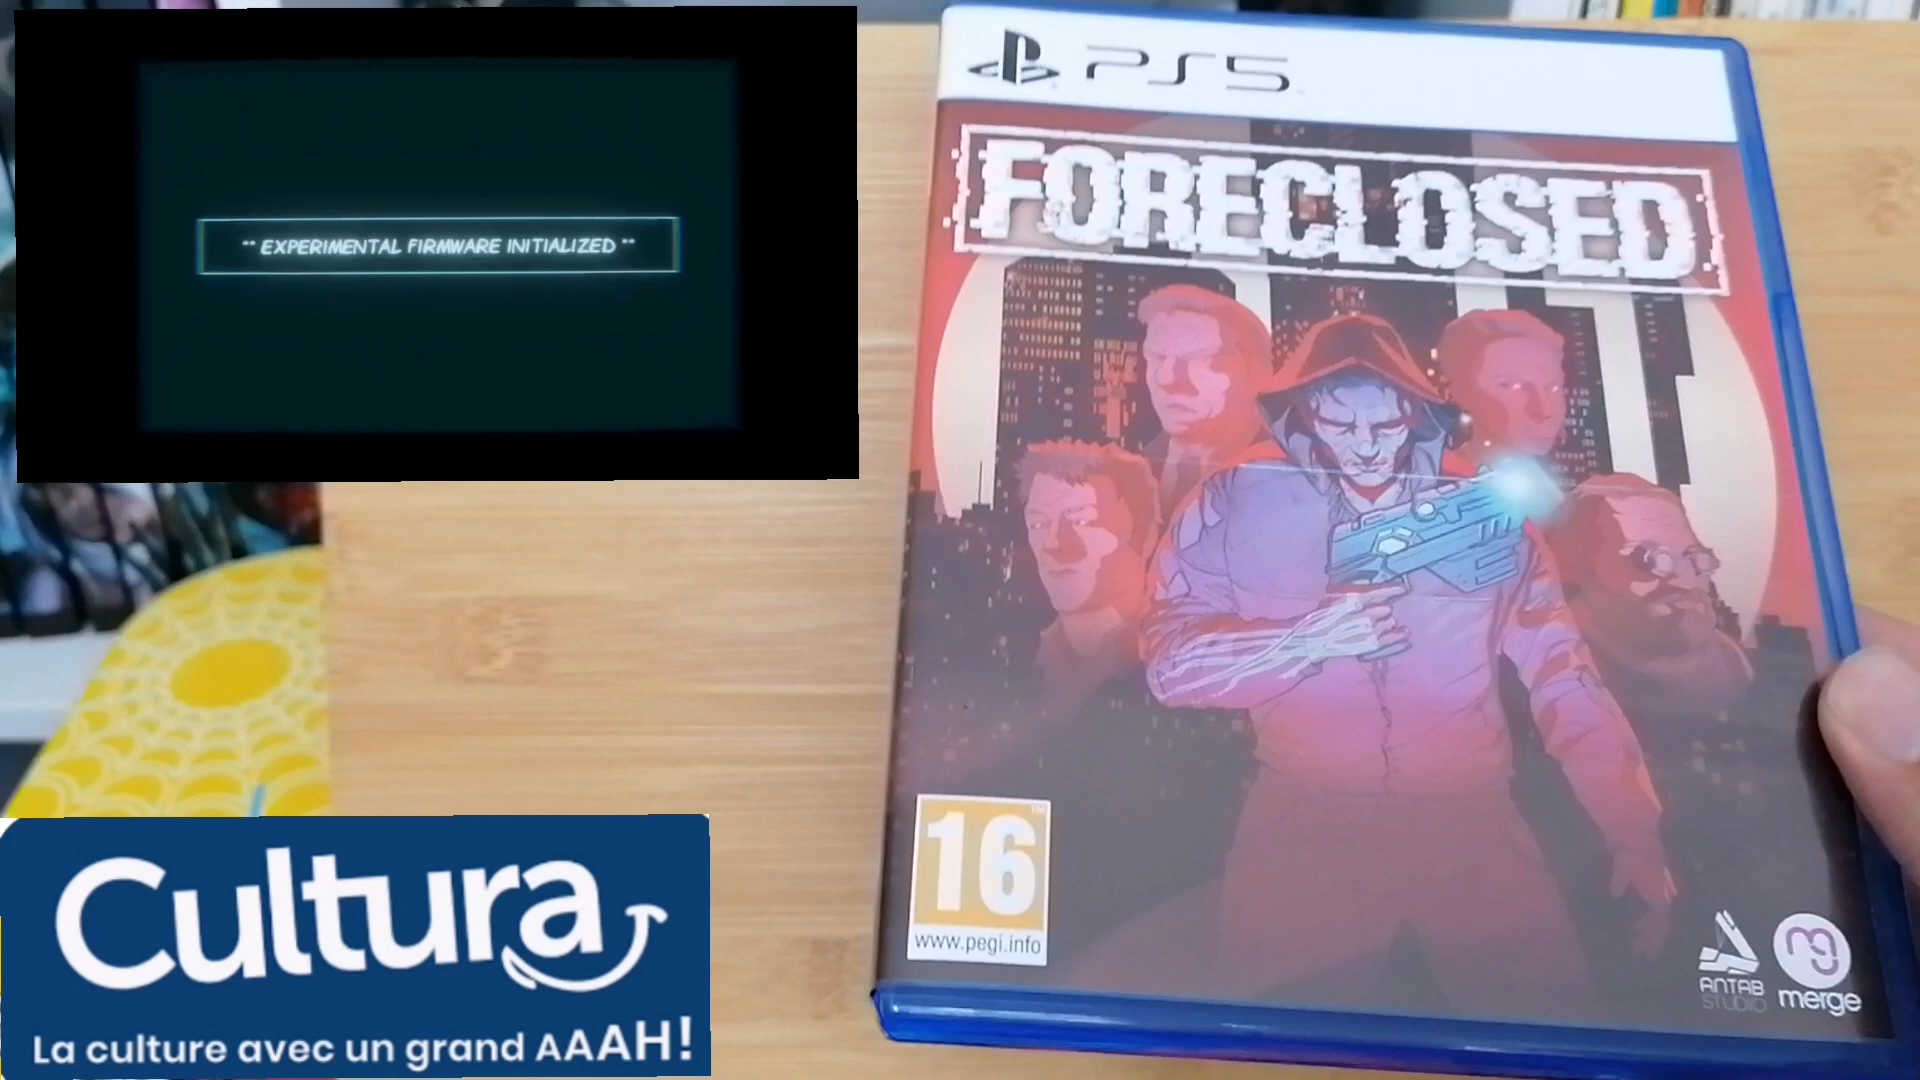 ** EXPERIMENTAL FIRMWARE INITIALIZED **
PS5
FORECLOSED
16
www.pegi.info
ANTAB
STUDIO
merge
Cultura
La culture avec un grand AAAH!